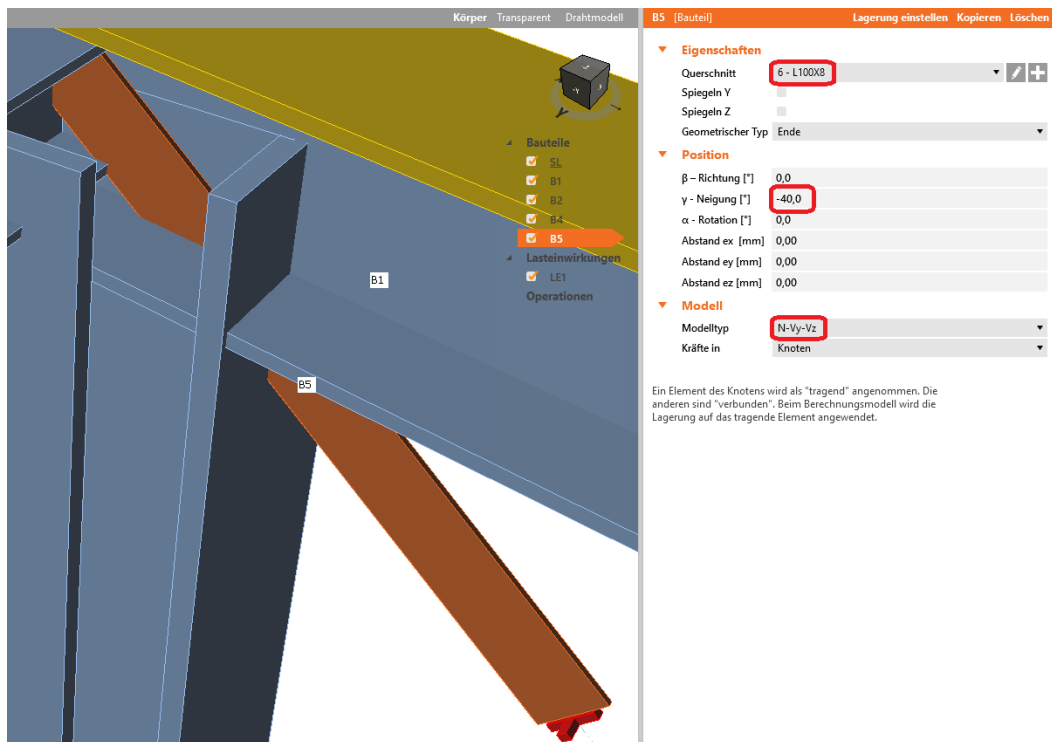 Körper Transparent Drahtmodell
B5 [Bauteil] Lagerung einstellen Kopieren Löschen
Bauteile
SL
B1
B2
B4
B5
Lasteinwirkungen
LE1
Operationen
B1
B5
Eigenschaften
Querschnitt 6 - L100X8
Spiegeln Y
Spiegeln Z
Geometrischer Typ Ende
Position
β – Richtung [°] 0,0
γ - Neigung [°] -40,0
α - Rotation [°] 0,0
Abstand ex [mm] 0,00
Abstand ey [mm] 0,00
Abstand ez [mm] 0,00
Modell
Modelltyp N-Vy-Vz
Kräfte in Knoten
Ein Element des Knotens wird als "tragend" angenommen. Die
anderen sind "verbunden". Beim Berechnungsmodell wird die
Lagerung auf das tragende Element angewendet.